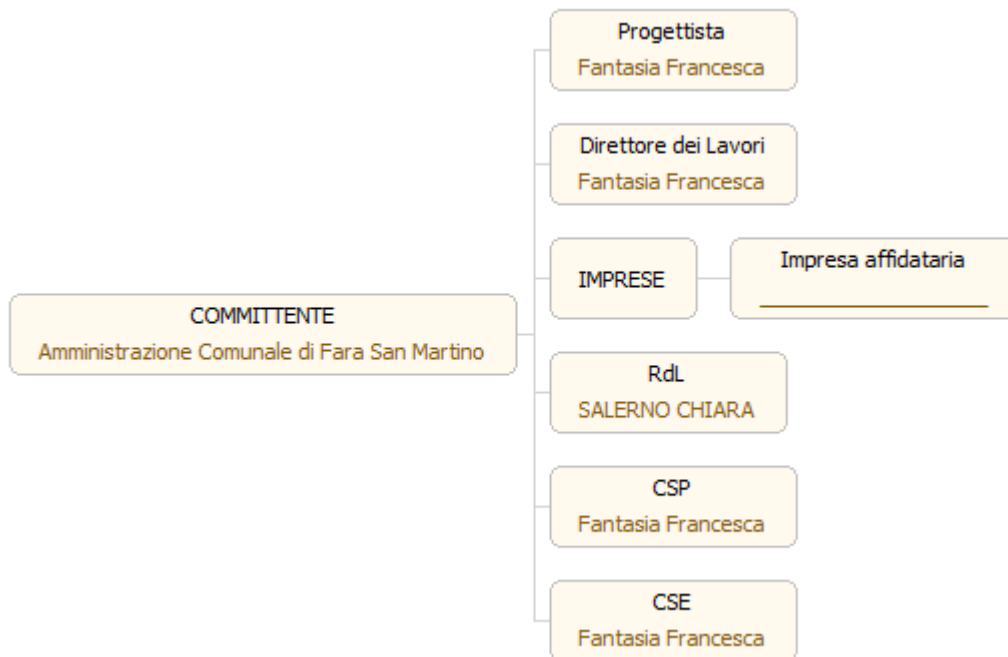 Progettista
Fantasia Francesca
Direttore dei Lavori
Fantasia Francesca
IMPRESE
Impresa affidataria
COMMITTENTE
Amministrazione Comunale di Fara San Martino
RdL
SALERNO CHIARA
CSP
Fantasia Francesca
CSE
Fantasia Francesca